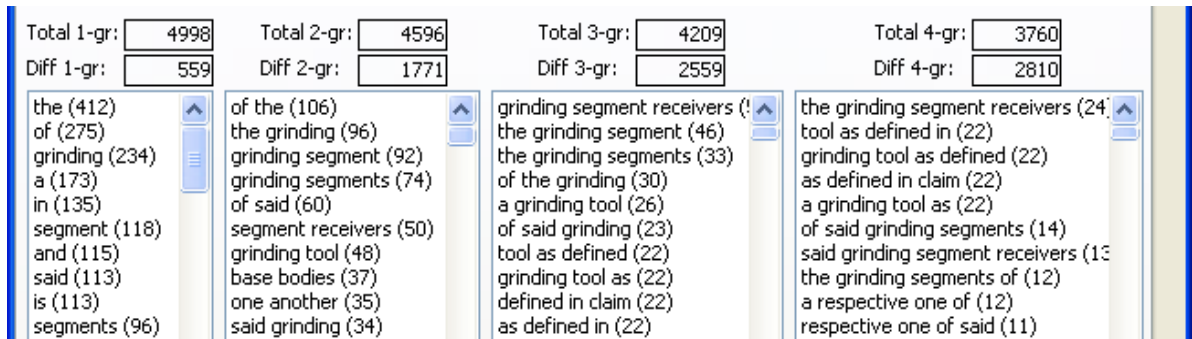 Total 1-gr: 4998 Total 2-gr: 4596 Total 3-gr: 4209 Total 4-gr: 3760
Diff 1-gr: 559 Diff 2-gr: 1771 Diff 3-gr: 2559 Diff 4-gr: 2810
the (412) of the (106) grinding segment receivers ( the grinding segment receivers (24)
of (275) the grinding (96) the grinding segment (46) tool as defined in (22)
grinding (234) grinding segment (92) the grinding segments (33) grinding tool as defined (22)
a (173) grinding segments (74) of the grinding (30) as defined in claim (22)
in (135) of said (60) a grinding tool (26) a grinding tool as (22)
segment (118) segment receivers (50) of said grinding (23) of said grinding segments (14)
and (115) grinding tool (48) tool as defined (22) said grinding segment receivers (13
said (113) base bodies (37) grinding tool as (22) the grinding segments of (12)
is (113) one another (35) defined in claim (22) a respective one of (12)
segments (96) said grinding (34) as defined in (22) respective one of said (11)